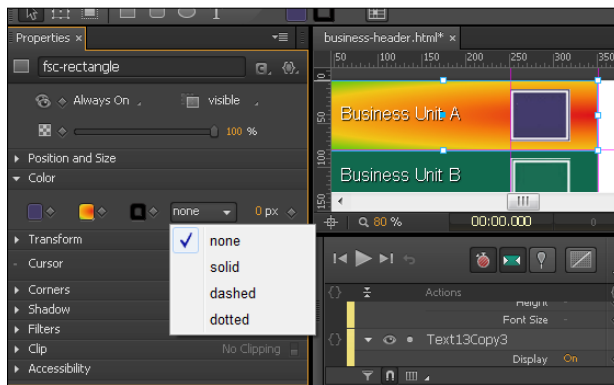 Properties ×
fsc-rectangle
Always On
visible
100 %
Position and Size
Color
none
0 px
none
solid
dashed
dotted
Transform
Cursor
Corners
Shadow
Filters
Clip
No Clipping
Accessibility
business-header.html* ×
50 100 150 200 250 300 350
0
50
100
150
Business Unit A
Business Unit B
80 %
00:00.000
0
Actions
Height
Font Size
Text13Copy3
Display On